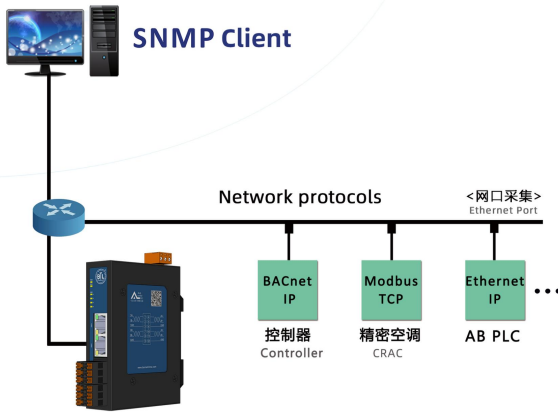 SNMP Client
Network protocols
<网口采集>
Ethernet Port
BACnet
IP
Modbus
TCP
Ethernet
IP
控制器
Controller
精密空调
CRAC
AB PLC